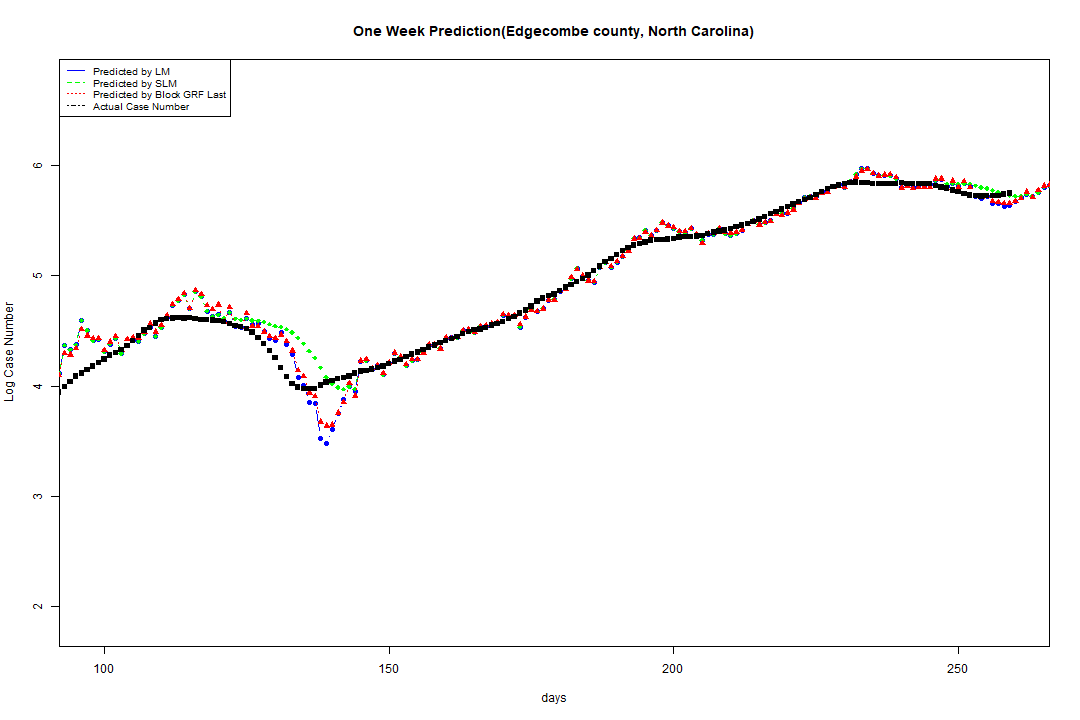 One Week Prediction(Edgecombe county, North Carolina)
Predicted by LM
Predicted by SLM
Predicted by Block GRF Last
Actual Case Number
6
5
4
3
2
Log Case Number
100
150
200
250
days